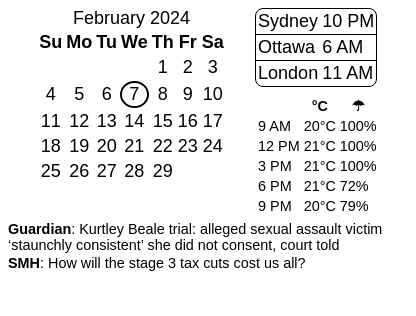 February 2024
Su Mo Tu We Th Fr Sa
1 2 3
4 5 6 7 8 9 10
11 12 13 14 15 16 17
18 19 20 21 22 23 24
25 26 27 28 29
Sydney 10 PM
Ottawa 6 AM
London 11 AM
°C ☂
9 AM 20°C 100%
12 PM 21°C 100%
3 PM 21°C 100%
6 PM 21°C 72%
9 PM 20°C 79%
Guardian: Kurtley Beale trial: alleged sexual assault victim
‘staunchly consistent’ she did not consent, court told
SMH: How will the stage 3 tax cuts cost us all?